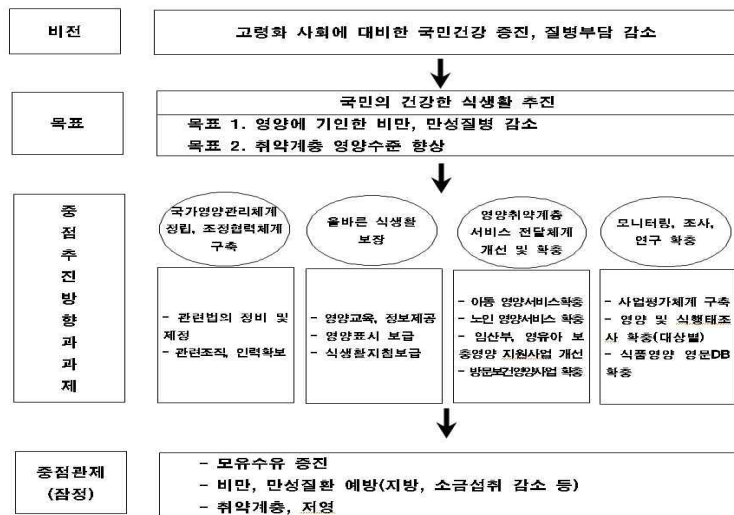 비전
고령화 사회에 대비한 국민건강 증진, 질병부담 감소
목표
국민의 건강한 식생활 추진
목표 1. 영양에 기인한 비만, 만성질병 감소
목표 2. 취약계층 영양수준 향상
중
점
추
진
방
향
과
과
제
국가영양관리체계
정립, 조정협력체계
구축
- 관련법의 정비 및
제정
- 관련조직, 인력확보
올바른 식생활
보장
- 영양교육, 정보제공
- 영양표시 보급
- 식생활지침보급
영양취약계층
서비스 전달체계
개선 및 확충
- 아동 영양서비스확충
- 노인 영양서비스 확충
- 임산부, 영유아 보
충영양 지원사업 개선
- 방문보건영양사업 확충
모니터링, 조사,
연구 확충
- 사업평가체계 구축
- 영양 및 식행태조
사 확충(대상별)
- 식품영양 영문DB
확충
중점관제
(잠정)
- 모유수유 증진
- 비만, 만성질환 예방(지방, 소금섭취 감소 등)
- 취약계층, 저영